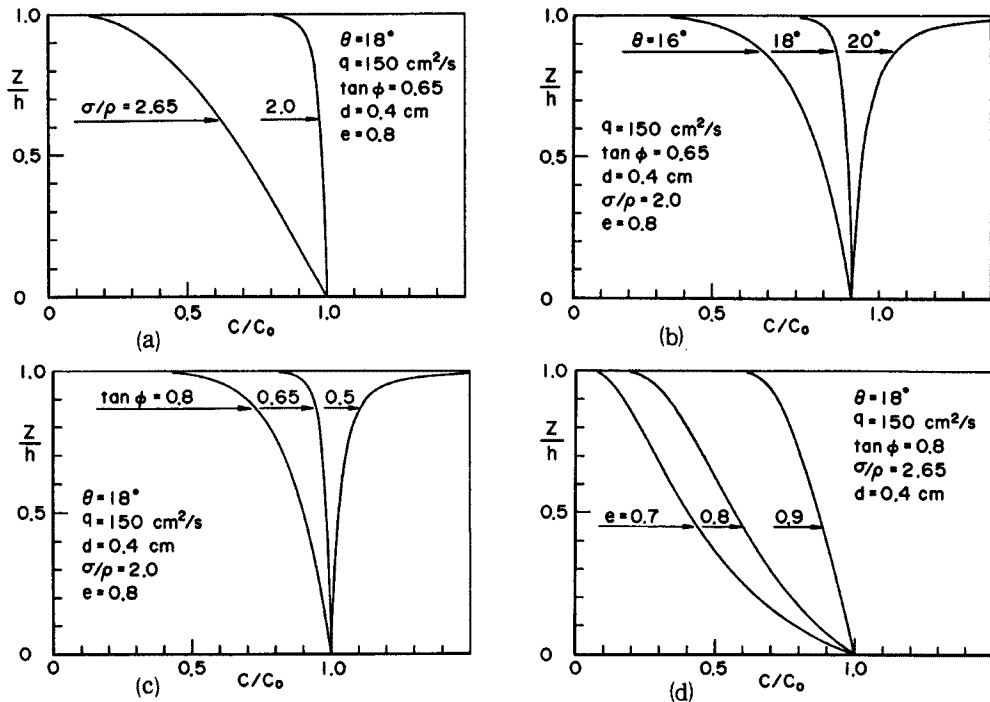 1.0
Z/h
0.5
0
σ/ρ = 2.65
2.0
θ = 18°
q = 150 cm²/s
tan φ = 0.65
d = 0.4 cm
e = 0.8
0
0.5
1.0
C/C₀
(a)
1.0
Z/h
0.5
0
θ = 16°
18°
20°
q = 150 cm²/s
tan φ = 0.65
d = 0.4 cm
σ/ρ = 2.0
e = 0.8
0
0.5
1.0
C/C₀
(b)
1.0
Z/h
0.5
0
tan φ = 0.8
0.65
0.5
θ = 18°
q = 150 cm²/s
d = 0.4 cm
σ/ρ = 2.0
e = 0.8
0
0.5
1.0
C/C₀
(c)
1.0
Z/h
0.5
0
θ = 18°
q = 150 cm²/s
tan φ = 0.8
σ/ρ = 2.65
d = 0.4 cm
e = 0.7
0.8
0.9
0
0.5
1.0
C/C₀
(d)